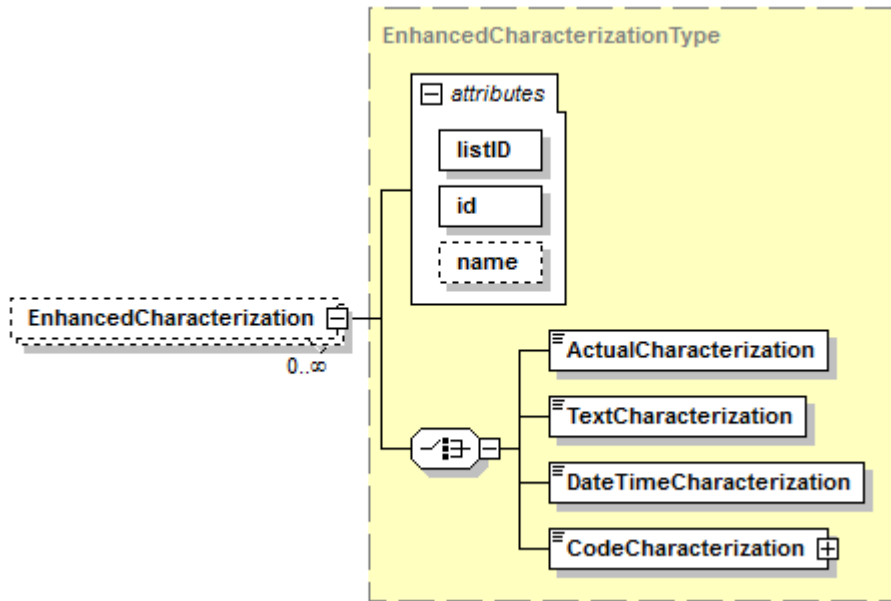 EnhancedCharacterizationType
attributes
listID
id
name
EnhancedCharacterization
0..∞
ActualCharacterization
TextCharacterization
DateTimeCharacterization
CodeCharacterization